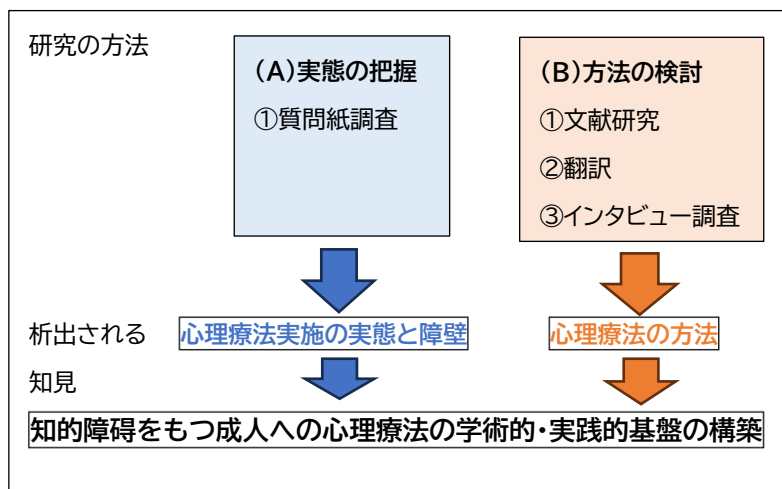 研究の方法
(A)実態の把握
①質問紙調査
(B)方法の検討
①文献研究
②翻訳
③インタビュー調査
析出される
知見
心理療法実施の実態と障壁
心理療法の方法
知的障碍をもつ成人への心理療法の学術的・実践的基盤の構築